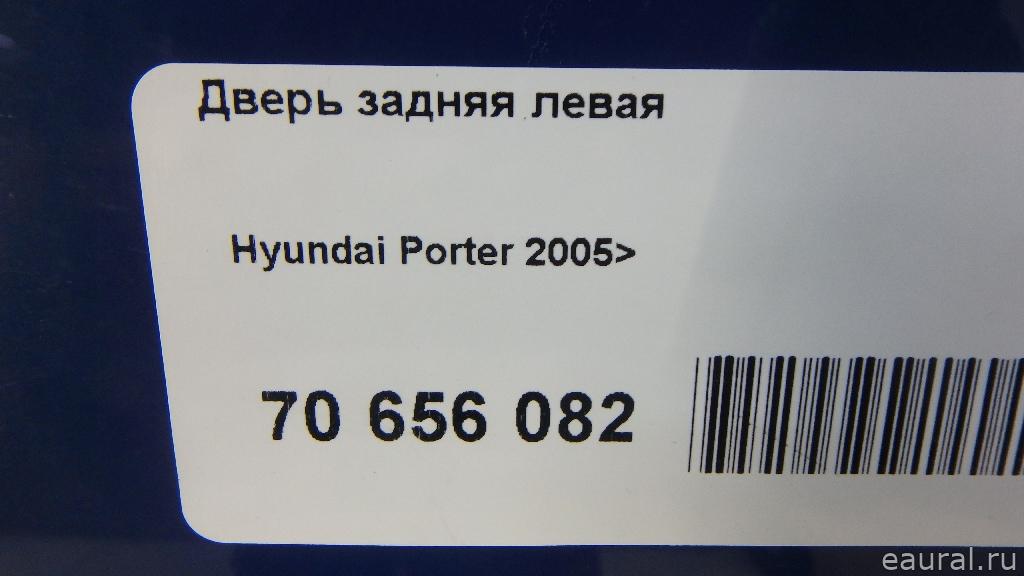 Дверь задняя левая
Hyundai Porter 2005>
70 656 082
eaural.ru